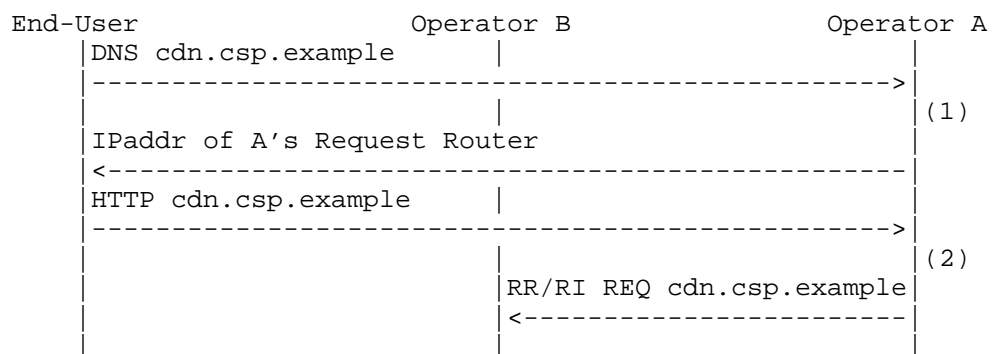 End-User Operator B Operator A
DNS cdn.csp.example
(1)
IPaddr of A's Request Router
HTTP cdn.csp.example
(2)
RR/RI REQ cdn.csp.example